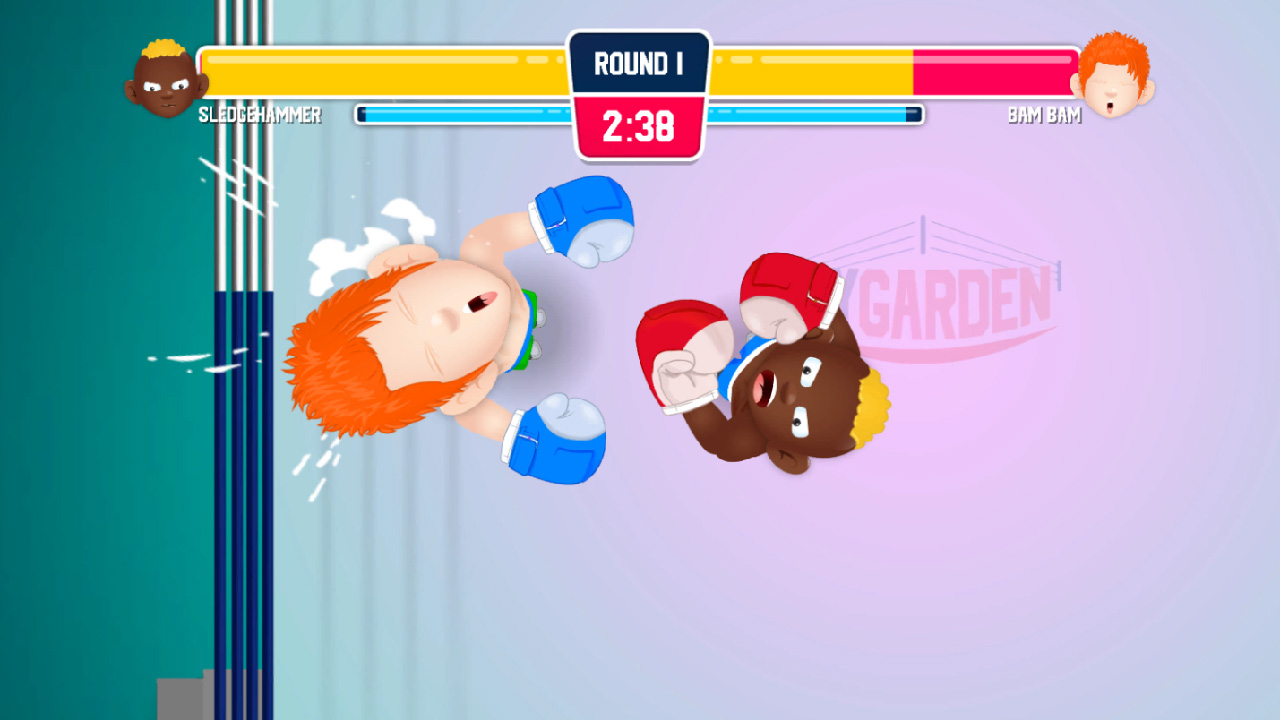 ROUND 1
2:38
SLEDGEHAMMER
BAM BAM
GARDEN